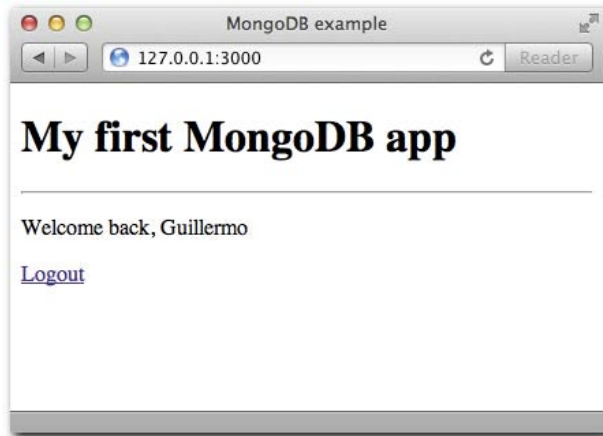 MongoDB example
127.0.0.1:3000
Reader
My first MongoDB app
Welcome back, Guillermo
Logout